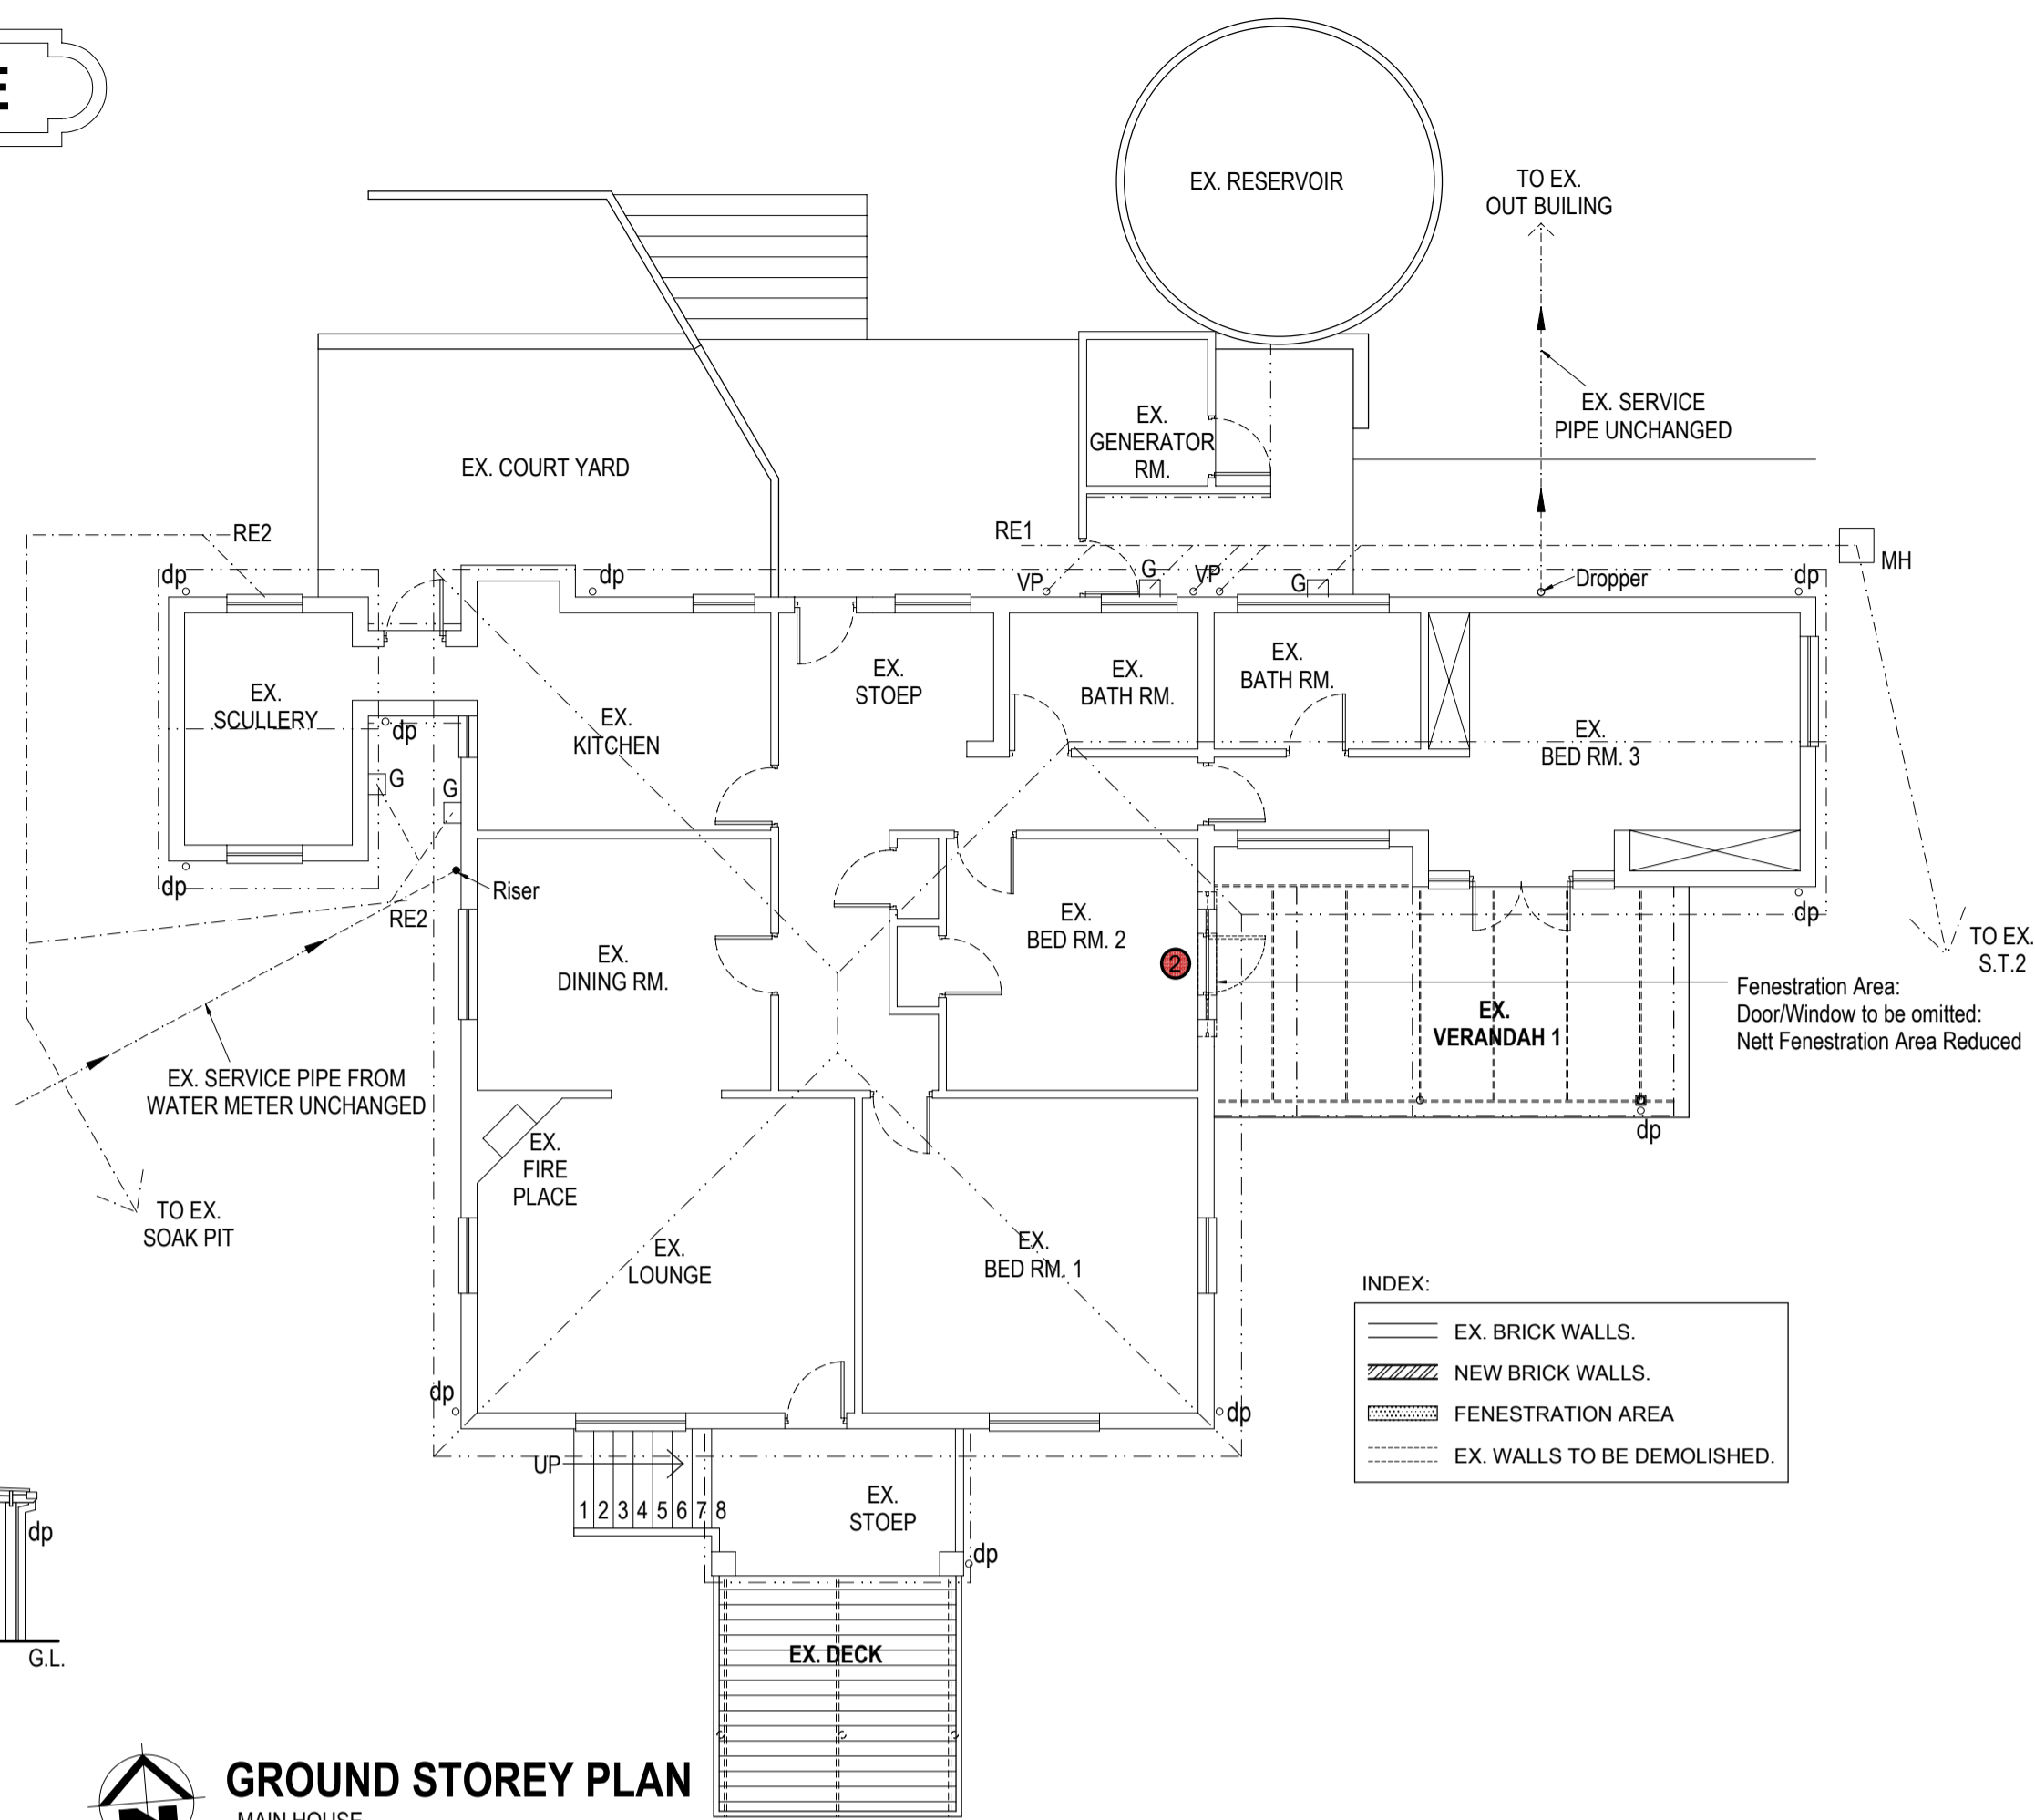 E
EX. RESERVOIR
TO EX.
OUT BUILING
EX. SERVICE
PIPE UNCHANGED
EX.
GENERATOR
RM.
EX. COURT YARD
RE2
RE1
MH
dp
dp
VP
G
VP
G
Dropper
dp
EX.
SCULLERY
EX.
KITCHEN
EX.
STOEP
EX.
BATH RM.
EX.
BATH RM.
EX.
BED RM. 3
dp
G
G
dp
Riser
RE2
EX.
DINING RM.
EX.
BED RM. 2
2
dp
TO EX.
S.T.2
Fenestration Area:
Door/Window to be omitted:
Nett Fenestration Area Reduced
EX.
VERANDAH 1
dp
EX. SERVICE PIPE FROM
WATER METER UNCHANGED
TO EX.
SOAK PIT
EX.
FIRE
PLACE
EX.
LOUNGE
EX.
BED RM. 1
INDEX:
EX. BRICK WALLS.
NEW BRICK WALLS.
FENESTRATION AREA
EX. WALLS TO BE DEMOLISHED.
dp
dp
UP
1 2 3 4 5 6 7 8
EX.
STOEP
dp
dp
G.L.
EX. DECK
GROUND STOREY PLAN
MAIN HOUSE
N